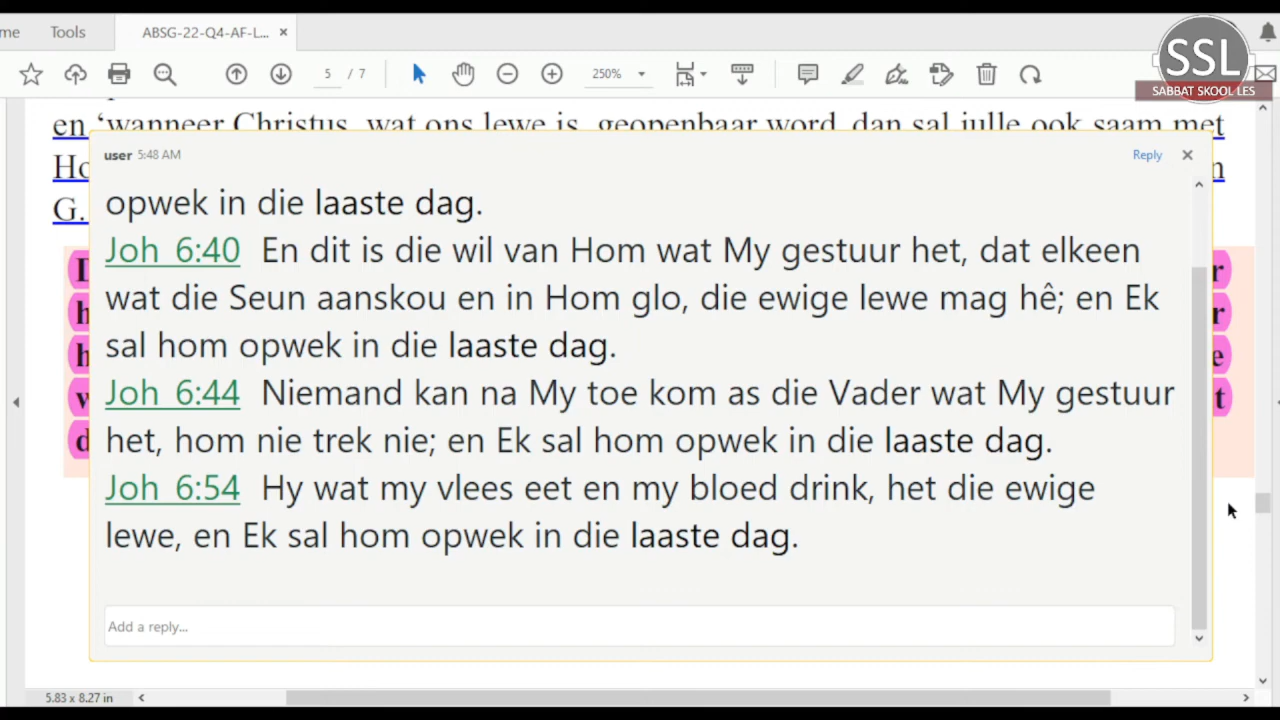 me Tools ABSG-22-Q4-AF-L... ×
SSL
SABBAT SKOOL LES
5 / 7 250%
en ‘wanneer Christus, wat ons lewe is, geopenbaar word, dan sal julle ook saam met
Ho
n
G.
user 5:48 AM Reply
opwek in die laaste dag.
Joh 6:40 En dit is die wil van Hom wat My gestuur het, dat elkeen
wat die Seun aanskou en in Hom glo, die ewige lewe mag hê; en Ek
sal hom opwek in die laaste dag.
Joh 6:44 Niemand kan na My toe kom as die Vader wat My gestuur
het, hom nie trek nie; en Ek sal hom opwek in die laaste dag.
Joh 6:54 Hy wat my vlees eet en my bloed drink, het die ewige
lewe, en Ek sal hom opwek in die laaste dag.
Add a reply...
5.83 x 8.27 in